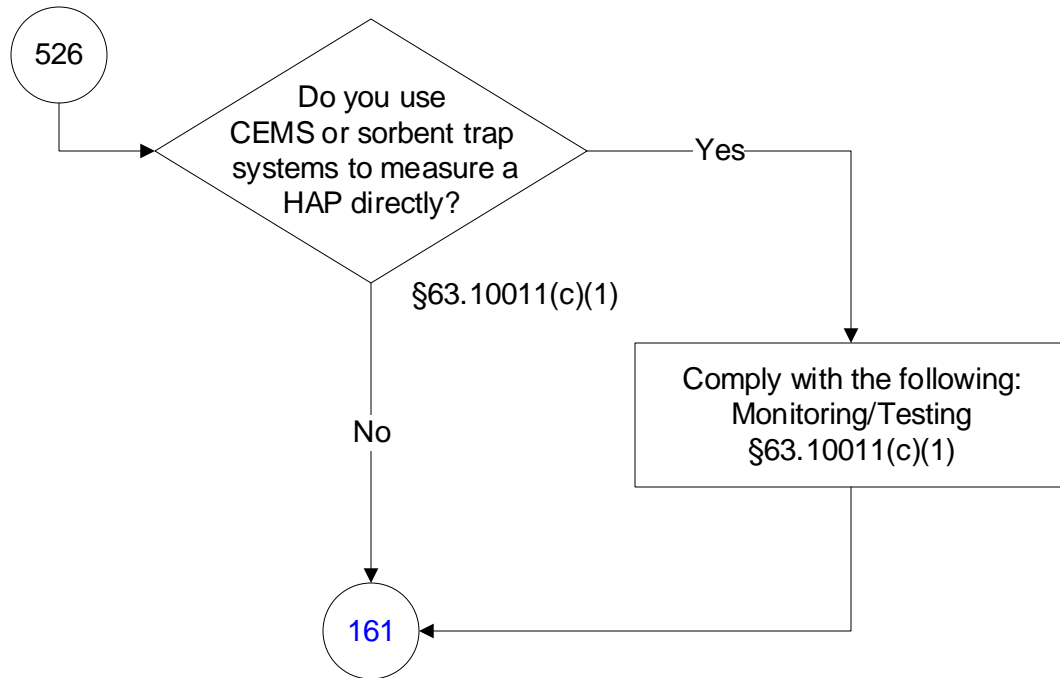 526
Do you use
CEMS or sorbent trap
systems to measure a
HAP directly?
Yes
§63.10011(c)(1)
Comply with the following:
Monitoring/Testing
§63.10011(c)(1)
No
161